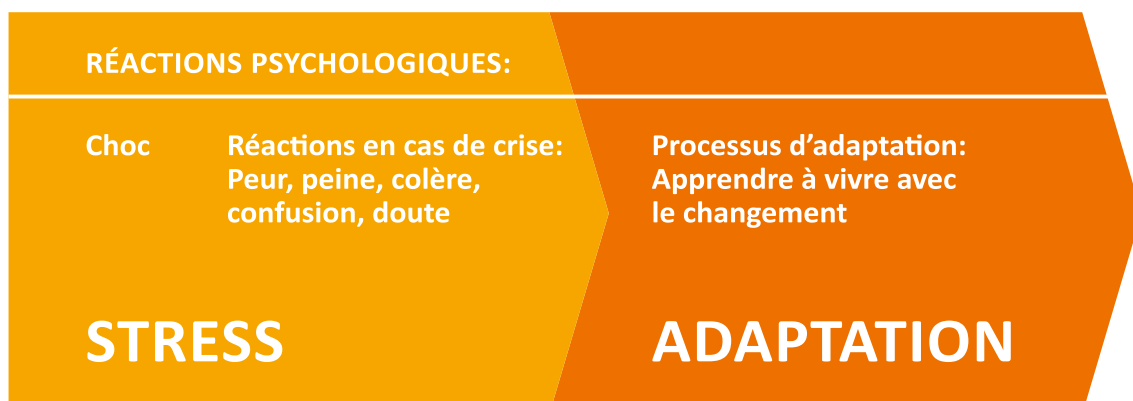 RÉACTIONS PSYCHOLOGIQUES:
Choc
Réactions en cas de crise:
Peur, peine, colère,
confusion, doute
STRESS
Processus d’adaptation:
Apprendre à vivre avec
le changement
ADAPTATION